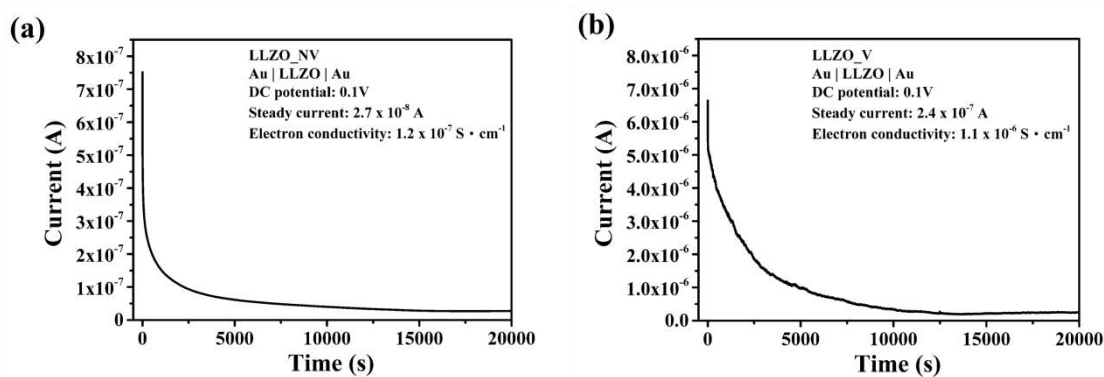 (a)
8x10⁻⁷
7x10⁻⁷
6x10⁻⁷
5x10⁻⁷
4x10⁻⁷
3x10⁻⁷
2x10⁻⁷
1x10⁻⁷
0
Current (A)
LLZO_NV
Au | LLZO | Au
DC potential: 0.1V
Steady current: 2.7 x 10⁻⁸ A
Electron conductivity: 1.2 x 10⁻⁷ S・cm⁻¹
0 5000 10000 15000 20000
Time (s)
(b)
8.0x10⁻⁶
7.0x10⁻⁶
6.0x10⁻⁶
5.0x10⁻⁶
4.0x10⁻⁶
3.0x10⁻⁶
2.0x10⁻⁶
1.0x10⁻⁶
0.0
Current (A)
LLZO_V
Au | LLZO | Au
DC potential: 0.1V
Steady current: 2.4 x 10⁻⁷ A
Electron conductivity: 1.1 x 10⁻⁶ S・cm⁻¹
0 5000 10000 15000 20000
Time (s)